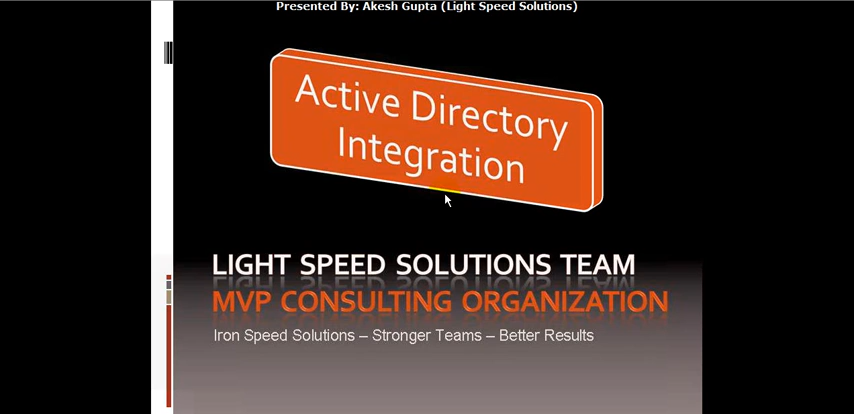 Presented By: Akesh Gupta (Light Speed Solutions)
Active Directory
Integration
LIGHT SPEED SOLUTIONS TEAM
MVP CONSULTING ORGANIZATION
Iron Speed Solutions – Stronger Teams – Better Results